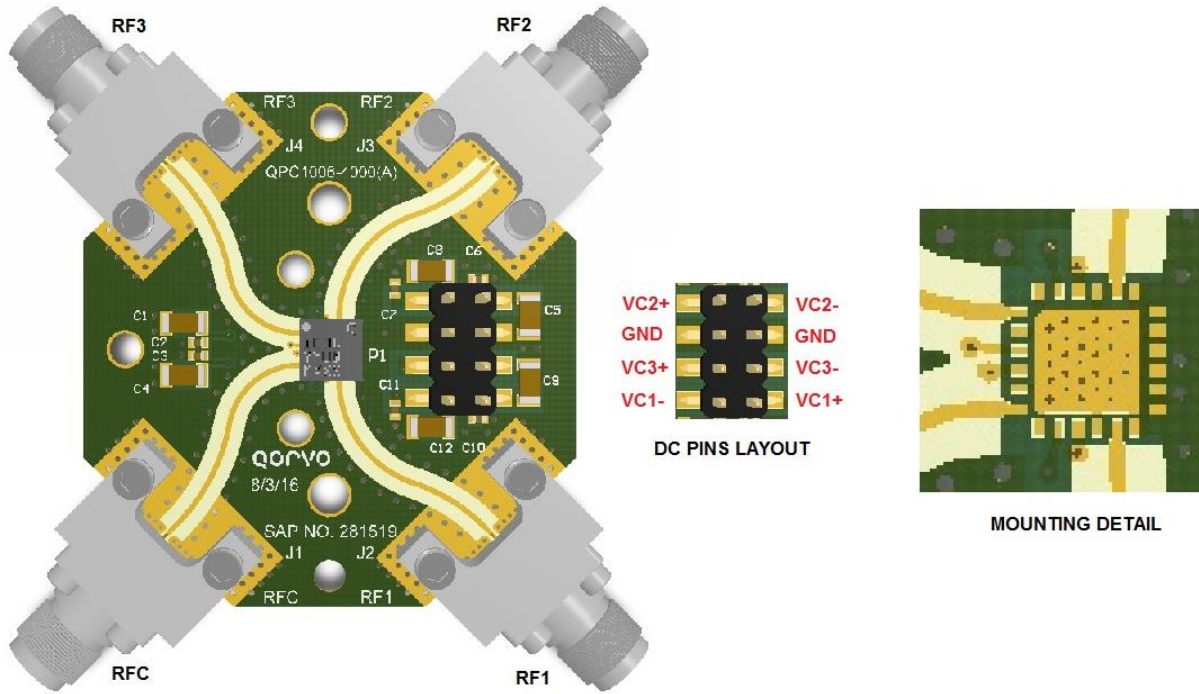 RF3
RF2
RF3
RF2
J4
J3
QPC1006-4000(A)
C8
C6
C7
C5
C1
C2
C3
C4
P1
C11
C9
C12
C10
QORVO
8/3/16
SAP NO. 281519
J1
J2
RFC
RF1
RFC
RF1
VC2+
VC2-
GND
GND
VC3+
VC3-
VC1-
VC1+
DC PINS LAYOUT
MOUNTING DETAIL